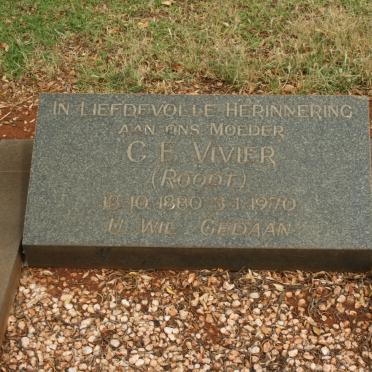 In Liefdevolle Herinnering
aan ons Moeder
C. E. Vivier
(Roodt)
13.10.1880 3.1.1970
U Wil Gedaan